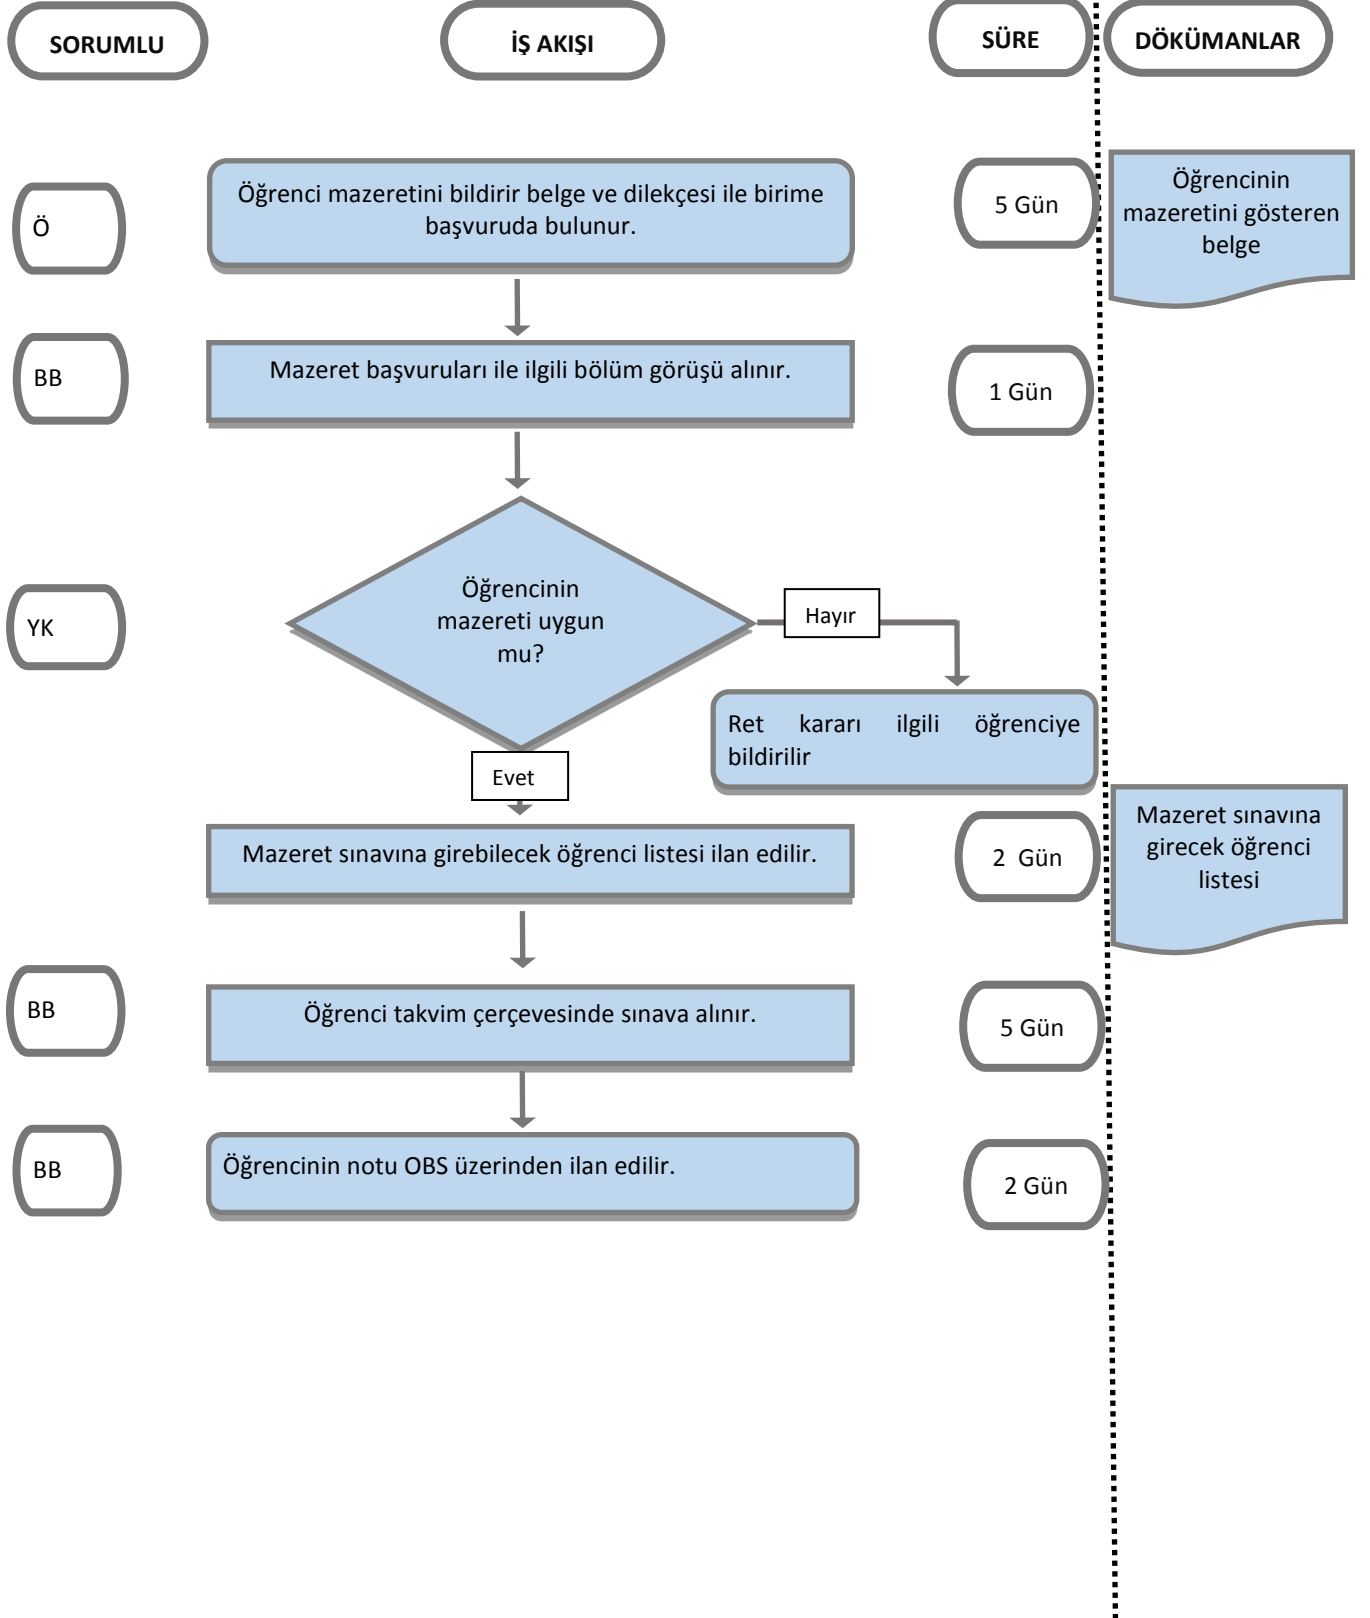 SORUMLU
İŞ AKIŞI
SÜRE
DÖKÜMANLAR
Ö
Öğrenci mazeretini bildirir belge ve dilekçesi ile birime
başvuruda bulunur.
5 Gün
Öğrencinin
mazeretini gösteren
belge
BB
Mazeret başvuruları ile ilgili bölüm görüşü alınır.
1 Gün
YK
Öğrencinin
mazereti uygun
mu?
Hayır
Ret kararı ilgili öğrenciye
bildirilir
Evet
Mazeret sınavına girebilecek öğrenci listesi ilan edilir.
2 Gün
Mazeret sınavına
girecek öğrenci
listesi
BB
Öğrenci takvim çerçevesinde sınava alınır.
5 Gün
BB
Öğrencinin notu OBS üzerinden ilan edilir.
2 Gün